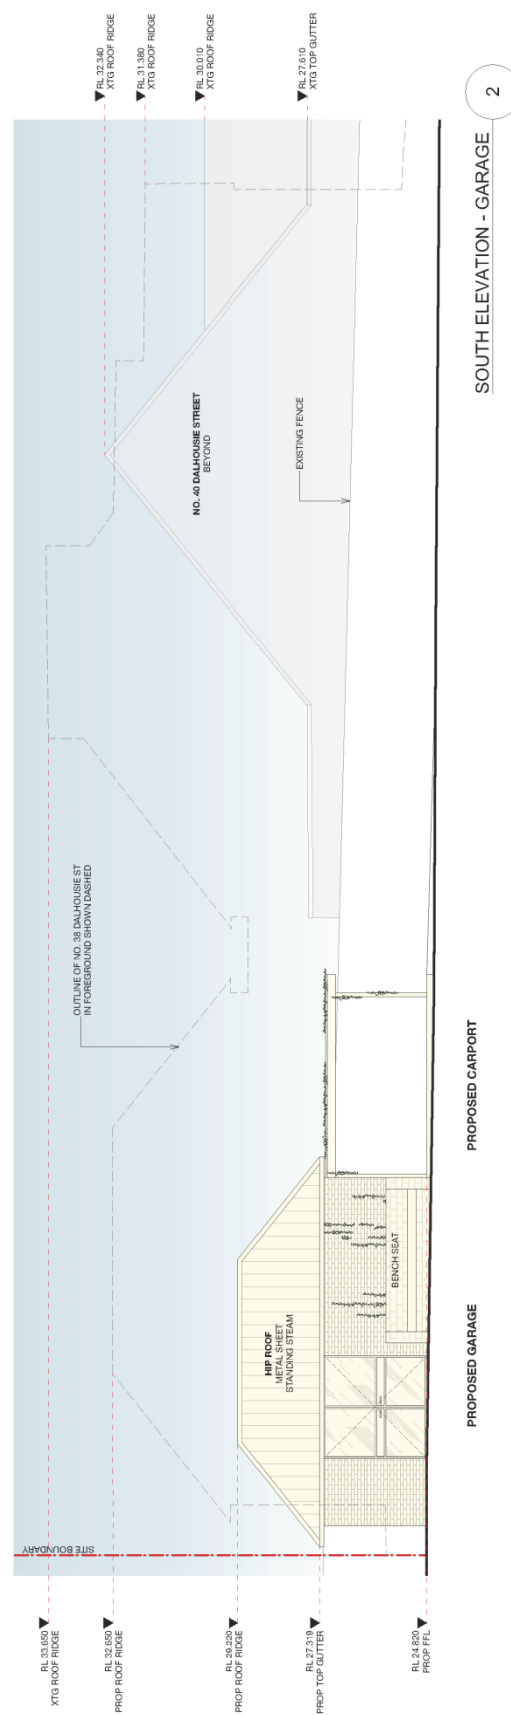 RL 33.650
XTG ROOF RIDGE
RL 32.650
PROP ROOF RIDGE
RL 29.220
PROP ROOF RIDGE
RL 27.319
PROP TOP GUTTER
RL 24.820
PROP FFL
SITE BOUNDARY
HIP ROOF
METAL SHEET
STANDING STEAM
BENCH SEAT
PROPOSED GARAGE
PROPOSED CARPORT
OUTLINE OF NO. 38 DALHOUSIE ST
IN FOREGROUND SHOWN DASHED
NO. 40 DALHOUSIE STREET
BEYOND
EXISTING FENCE
RL 32.340
XTG ROOF RIDGE
RL 31.380
XTG ROOF RIDGE
RL 30.010
XTG ROOF RIDGE
RL 27.610
XTG TOP GUTTER
SOUTH ELEVATION - GARAGE
2